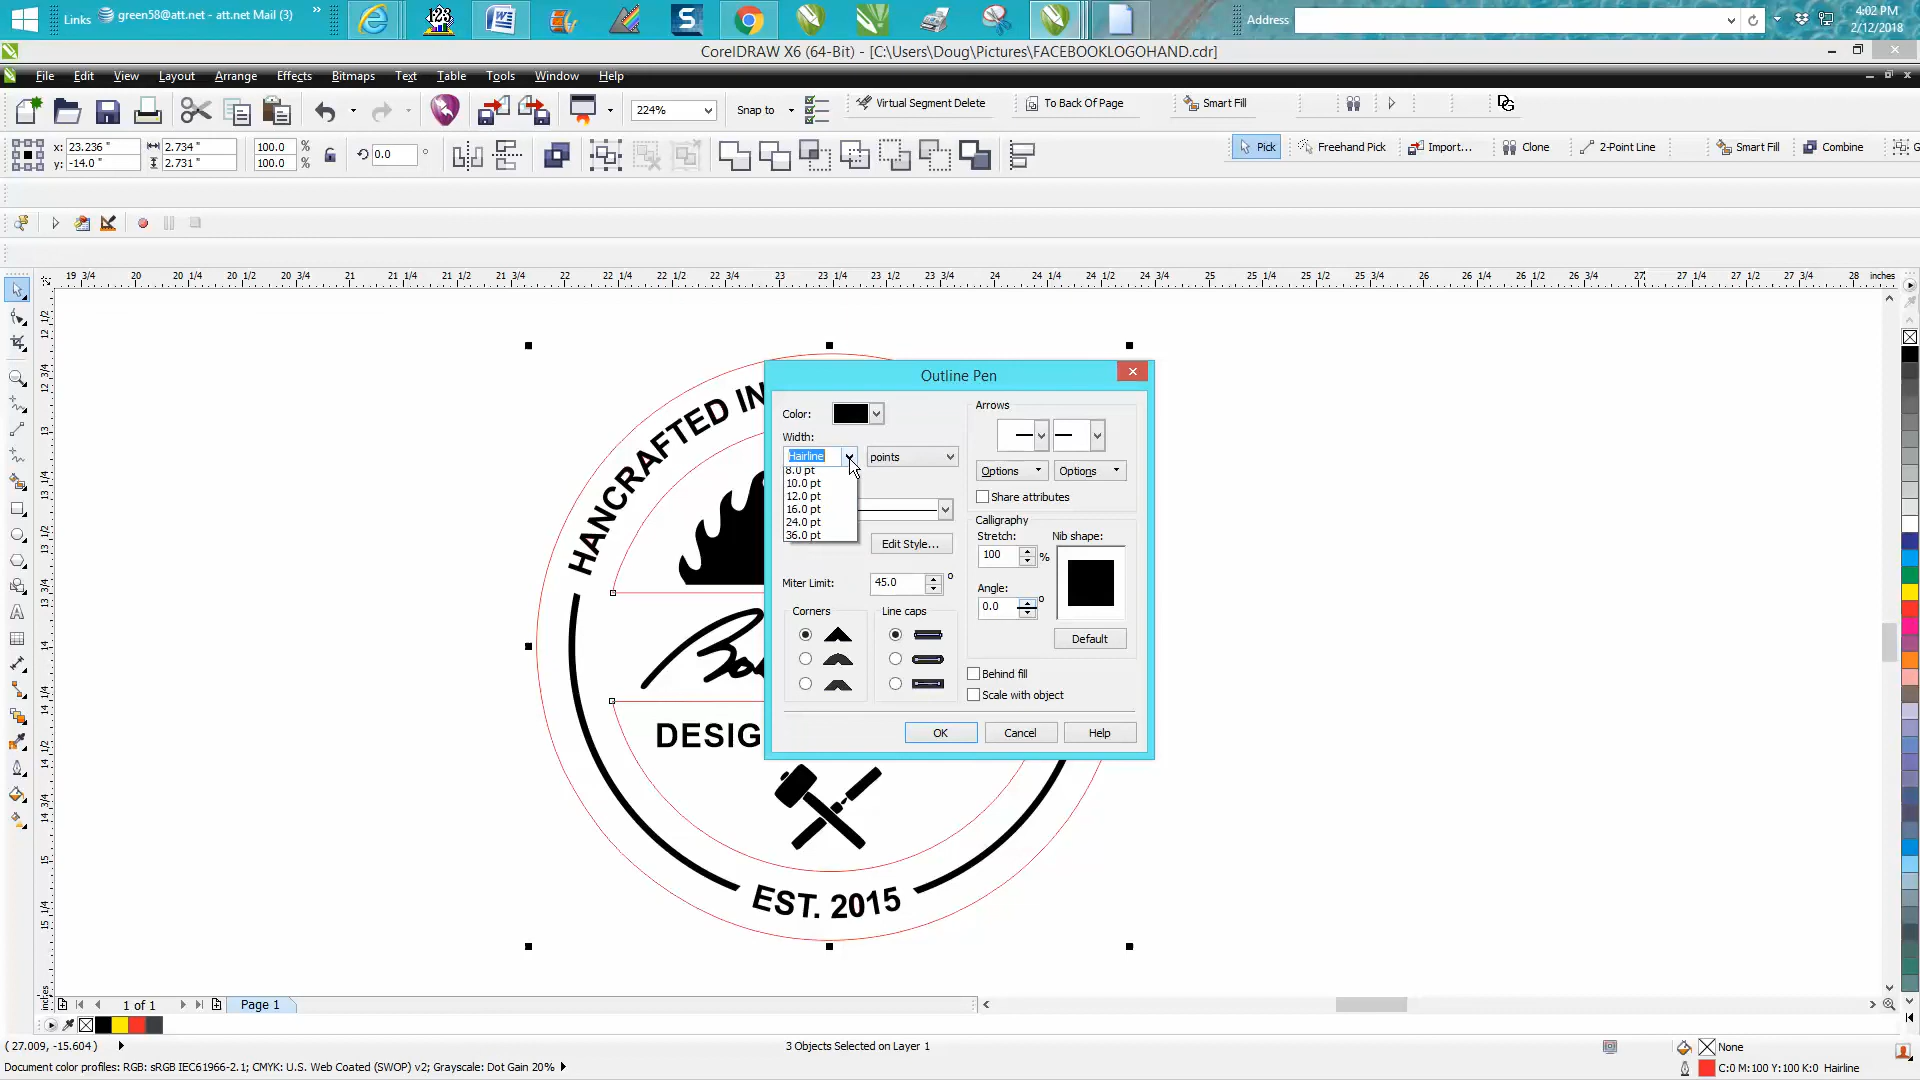 Links
green58@att.net - att.net Mail (3)
Address
4:02 PM
2/12/2018
CorelDRAW X6 (64-Bit) - [C:\Users\Doug\Pictures\FACEBOOKLOGOHAND.cdr]
File Edit View Layout Arrange Effects Bitmaps Text Table Tools Window Help
224%
Snap to
Virtual Segment Delete
To Back Of Page
Smart Fill
x: 23.236 " 2.734 " 100.0 %
y: -14.0 " 2.731 " 100.0 %
0.0 °
Pick
Freehand Pick
Import...
Clone
2-Point Line
Smart Fill
Combine
G
19 3/4 20 20 1/4 20 1/2 20 3/4 21 21 1/4 21 1/2 21 3/4 22 22 1/4 22 1/2 22 3/4 23 23 1/4 23 1/2 23 3/4 24 24 1/4 24 1/2 24 3/4 25 25 1/4 25 1/2 25 3/4 26 26 1/4 26 1/2 26 3/4 27 27 1/4 27 1/2 27 3/4 28 inches
HANCRAFTED IN
DESIG
EST. 2015
Outline Pen
Color:
Width:
Hairline
points
8.0 pt
10.0 pt
12.0 pt
16.0 pt
24.0 pt
36.0 pt
Edit Style...
Miter Limit: 45.0 °
Corners
Line caps
Arrows
Options
Options
Share attributes
Calligraphy
Stretch:
100 %
Nib shape:
Angle:
0.0 °
Default
Behind fill
Scale with object
OK
Cancel
Help
1 of 1
Page 1
( 27.009, -15.604 )
3 Objects Selected on Layer 1
None
Document color profiles: RGB: sRGB IEC61966-2.1; CMYK: U.S. Web Coated (SWOP) v2; Grayscale: Dot Gain 20%
C:0 M:100 Y:100 K:0 Hairline